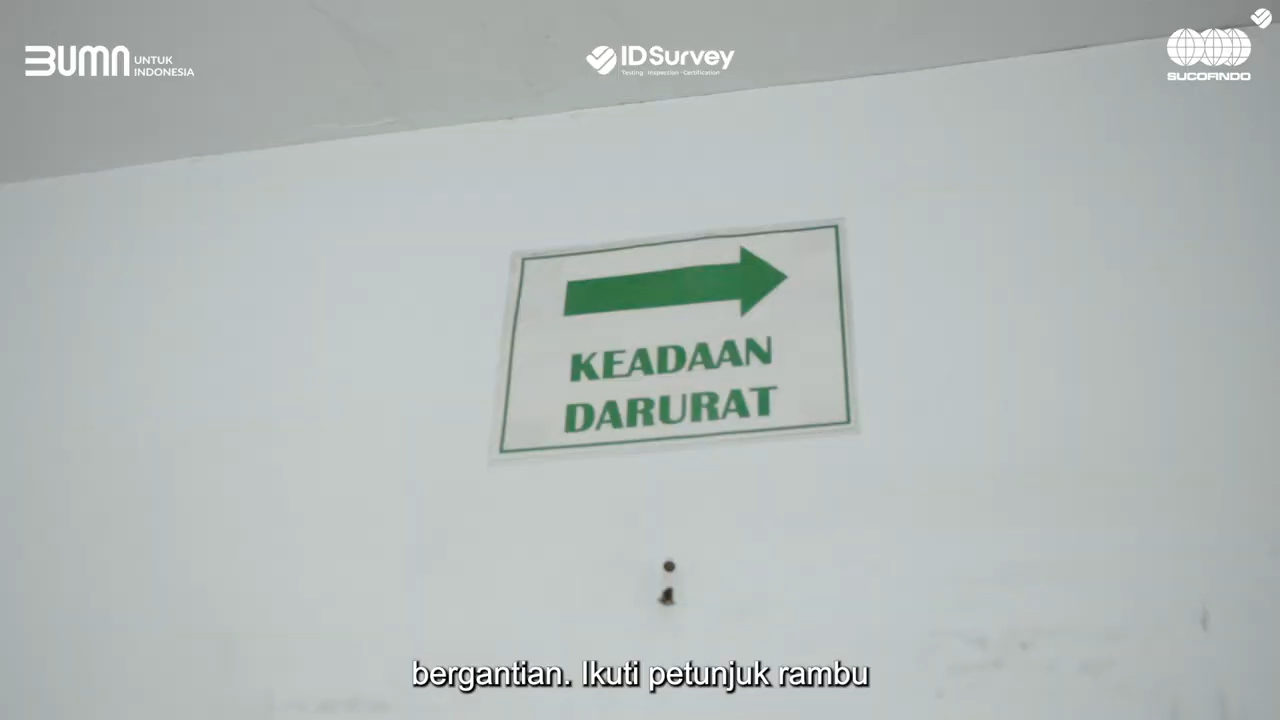 BUMN
UNTUK
INDONESIA
IDSurvey
Testing · Inspection · Certification
SUCOFINDO
KEADAAN
DARURAT
bergantian. Ikuti petunjuk rambu